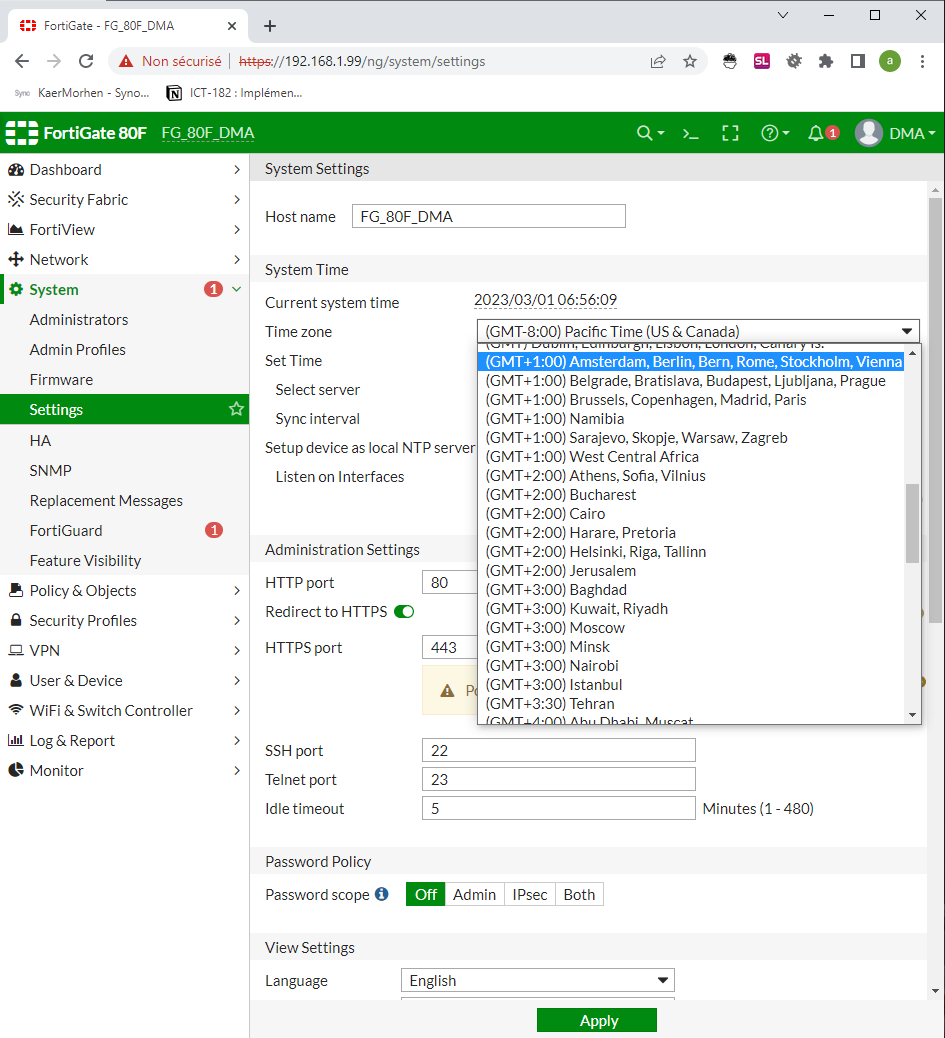 FortiGate - FG_80F_DMA
Non sécurisé https://192.168.1.99/ng/system/settings
SL
a
Sync KaerMorhen - Syno...
ICT-182 : Implémen...
FortiGate 80F FG_80F_DMA
1
DMA
Dashboard
Security Fabric
FortiView
Network
System 1
Administrators
Admin Profiles
Firmware
Settings
HA
SNMP
Replacement Messages
FortiGuard 1
Feature Visibility
Policy & Objects
Security Profiles
VPN
User & Device
WiFi & Switch Controller
Log & Report
Monitor
System Settings
Host name FG_80F_DMA
System Time
Current system time 2023/03/01 06:56:09
Time zone (GMT-8:00) Pacific Time (US & Canada)
(GMT) Dublin, Edinburgh, Lisbon, London, Canary Is.
Set Time
Select server
Sync interval
Setup device as local NTP server
Listen on Interfaces
(GMT+1:00) Amsterdam, Berlin, Bern, Rome, Stockholm, Vienna
(GMT+1:00) Belgrade, Bratislava, Budapest, Ljubljana, Prague
(GMT+1:00) Brussels, Copenhagen, Madrid, Paris
(GMT+1:00) Namibia
(GMT+1:00) Sarajevo, Skopje, Warsaw, Zagreb
(GMT+1:00) West Central Africa
(GMT+2:00) Athens, Sofia, Vilnius
(GMT+2:00) Bucharest
(GMT+2:00) Cairo
(GMT+2:00) Harare, Pretoria
(GMT+2:00) Helsinki, Riga, Tallinn
(GMT+2:00) Jerusalem
(GMT+3:00) Baghdad
(GMT+3:00) Kuwait, Riyadh
(GMT+3:00) Moscow
(GMT+3:00) Minsk
(GMT+3:00) Nairobi
(GMT+3:00) Istanbul
(GMT+3:30) Tehran
(GMT+4:00) Abu Dhabi, Muscat
Administration Settings
HTTP port 80
Redirect to HTTPS
HTTPS port 443
SSH port 22
Telnet port 23
Idle timeout 5 Minutes (1 - 480)
Password Policy
Password scope Off Admin IPsec Both
View Settings
Language English
Apply